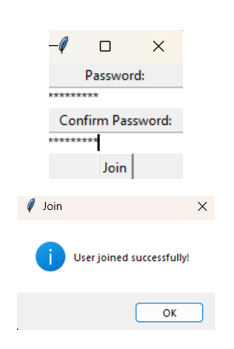 Password:
*********
Confirm Password:
*********
Join
Join
User joined successfully!
OK